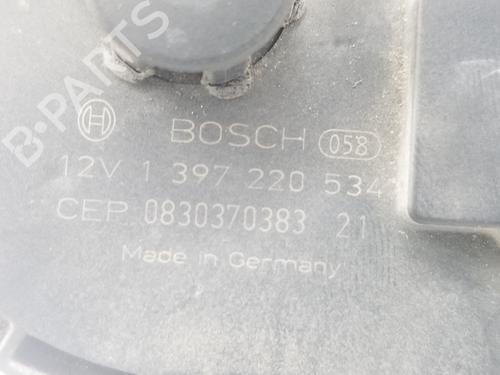 B-PARTS
BOSCH 058
12V 1 397 220 534
CEP 0830370383 21
Made in Germany